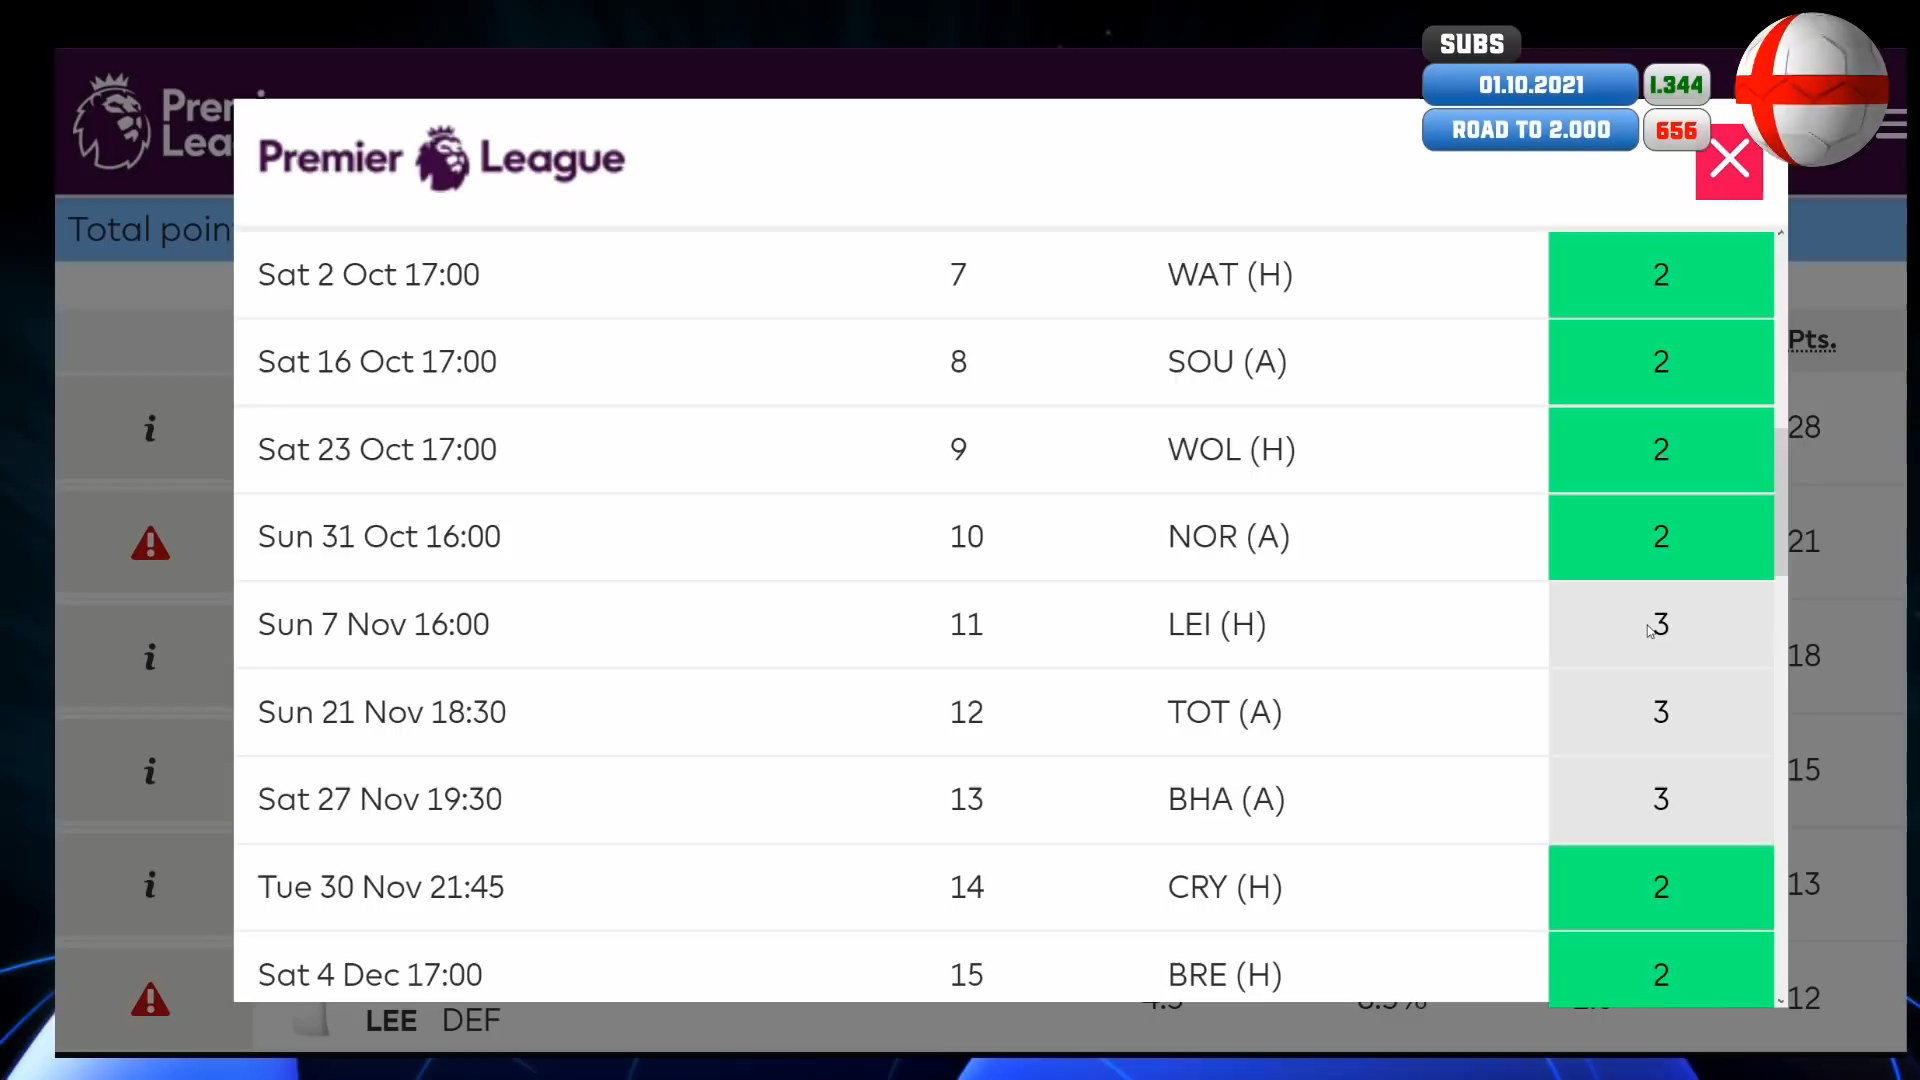 SUBS
01.10.2021 1.344
ROAD TO 2.000 656
Premier League
Total poin
Pts.
Sat 2 Oct 17:00 7 WAT (H) 2
Sat 16 Oct 17:00 8 SOU (A) 2
28
Sat 23 Oct 17:00 9 WOL (H) 2
Sun 31 Oct 16:00 10 NOR (A) 2
21
Sun 7 Nov 16:00 11 LEI (H) 3
18
Sun 21 Nov 18:30 12 TOT (A) 3
15
Sat 27 Nov 19:30 13 BHA (A) 3
Tue 30 Nov 21:45 14 CRY (H) 2
13
Sat 4 Dec 17:00 15 BRE (H) 2
12
LEE DEF